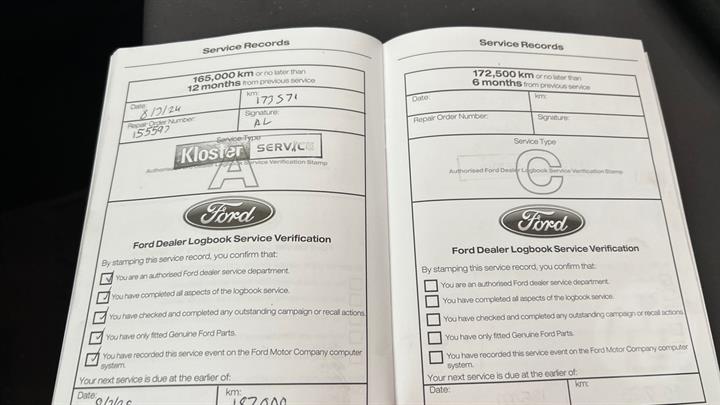 Service Records
165,000 km or no later than
12 months from previous service
Date: 8/7/24
km: 173571
Repair Order Number: 155597
Signature: AL
Service Type
Kloster SERVICE
Authorised Ford Dealer Logbook Service Verification Stamp
A
Ford
Ford Dealer Logbook Service Verification
By stamping this service record, you confirm that:
You are an authorised Ford dealer service department.
You have completed all aspects of the logbook service.
You have checked and completed any outstanding campaign or recall actions.
You have only fitted Genuine Ford Parts.
You have recorded this service event on the Ford Motor Company computer
system.
Your next service is due at the earlier of:
Date:
km: 187000
Service Records
172,500 km or no later than
6 months from previous service
Date:
km:
Repair Order Number:
Signature:
Service Type
Authorised Ford Dealer Logbook Service Verification Stamp
C
Ford
Ford Dealer Logbook Service Verification
By stamping this service record, you confirm that:
You are an authorised Ford dealer service department.
You have completed all aspects of the logbook service.
You have checked and completed any outstanding campaign or recall actions.
You have only fitted Genuine Ford Parts.
You have recorded this service event on the Ford Motor Company computer
system.
Your next service is due at the earlier of:
Date:
km: